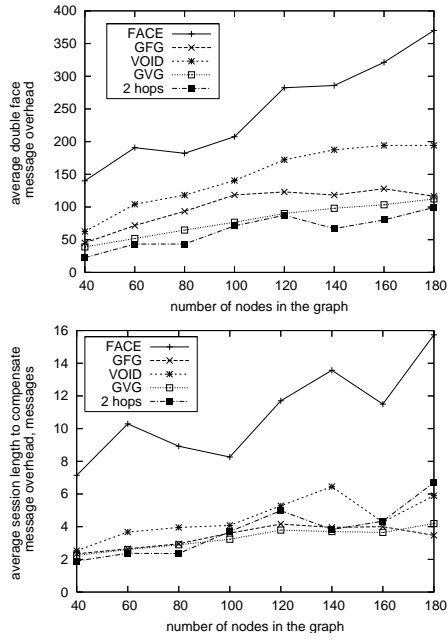 average double face
message overhead
400
350
300
250
200
150
100
50
0
FACE
GFG
VOID
GVG
2 hops
40 60 80 100 120 140 160 180
number of nodes in the graph
average session length to compensate
message overhead, messages
16
14
12
10
8
6
4
2
0
FACE
GFG
VOID
GVG
2 hops
40 60 80 100 120 140 160 180
number of nodes in the graph